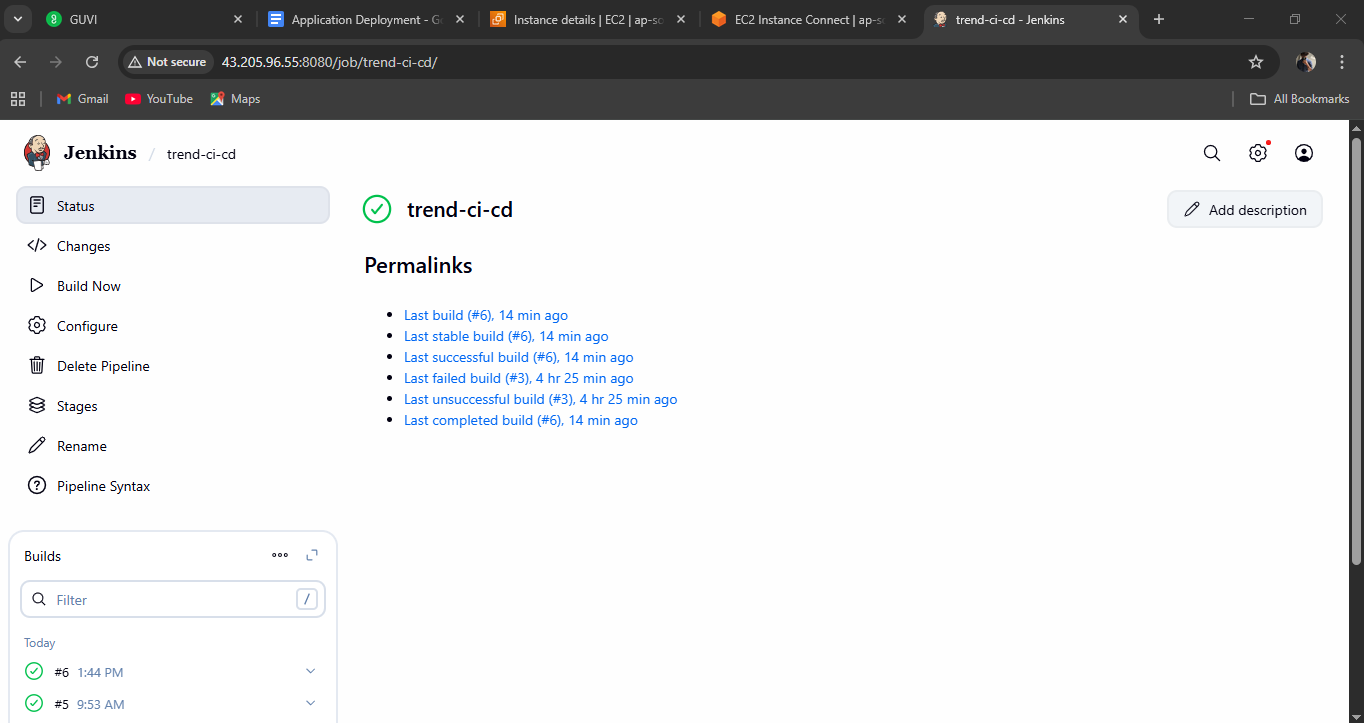 GUVI
Application Deployment - Go
Instance details | EC2 | ap-so
EC2 Instance Connect | ap-s
trend-ci-cd - Jenkins
Not secure
43.205.96.55:8080/job/trend-ci-cd/
Gmail
YouTube
Maps
All Bookmarks
Jenkins / trend-ci-cd
Status
Changes
Build Now
Configure
Delete Pipeline
Stages
Rename
Pipeline Syntax
trend-ci-cd
Add description
Permalinks
Last build (#6), 14 min ago
Last stable build (#6), 14 min ago
Last successful build (#6), 14 min ago
Last failed build (#3), 4 hr 25 min ago
Last unsuccessful build (#3), 4 hr 25 min ago
Last completed build (#6), 14 min ago
Builds
Filter /
Today
#6 1:44 PM
#5 9:53 AM